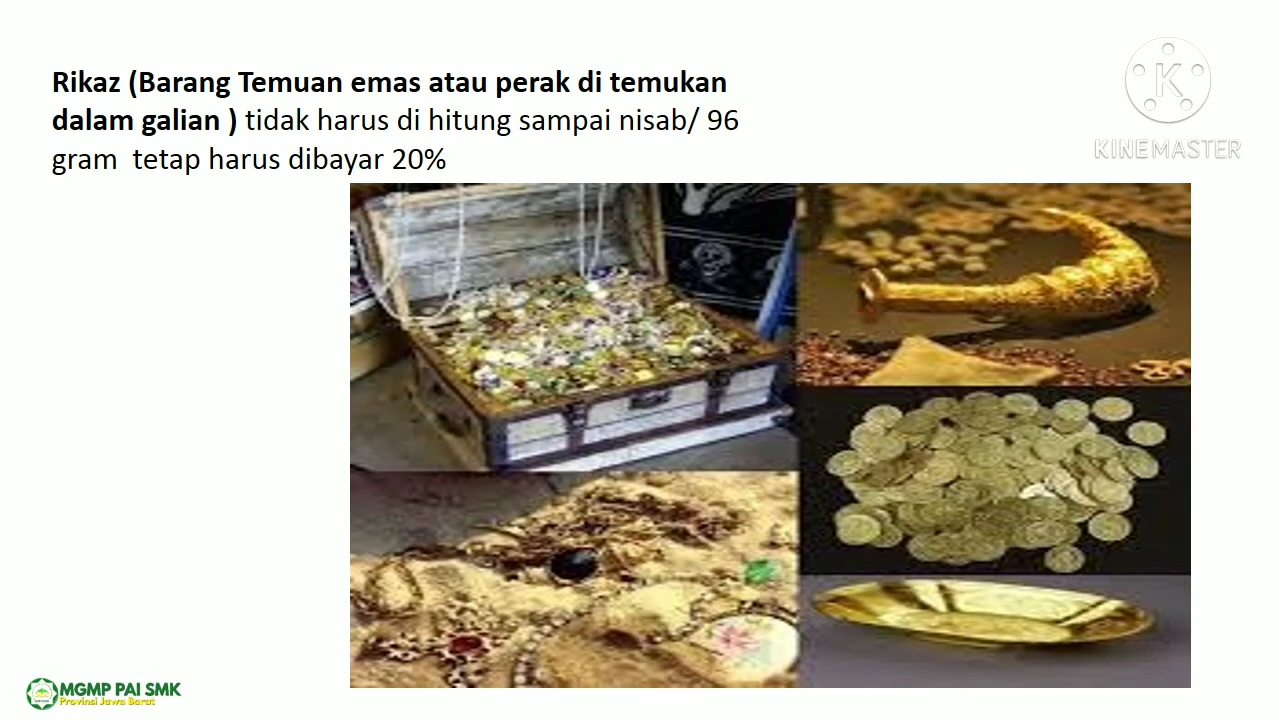 Rikaz (Barang Temuan emas atau perak di temukan
dalam galian ) tidak harus di hitung sampai nisab/ 96
gram  tetap harus dibayar 20%
K
KINEMASTER
MGMP PAI SMK
Provinsi Jawa Barat